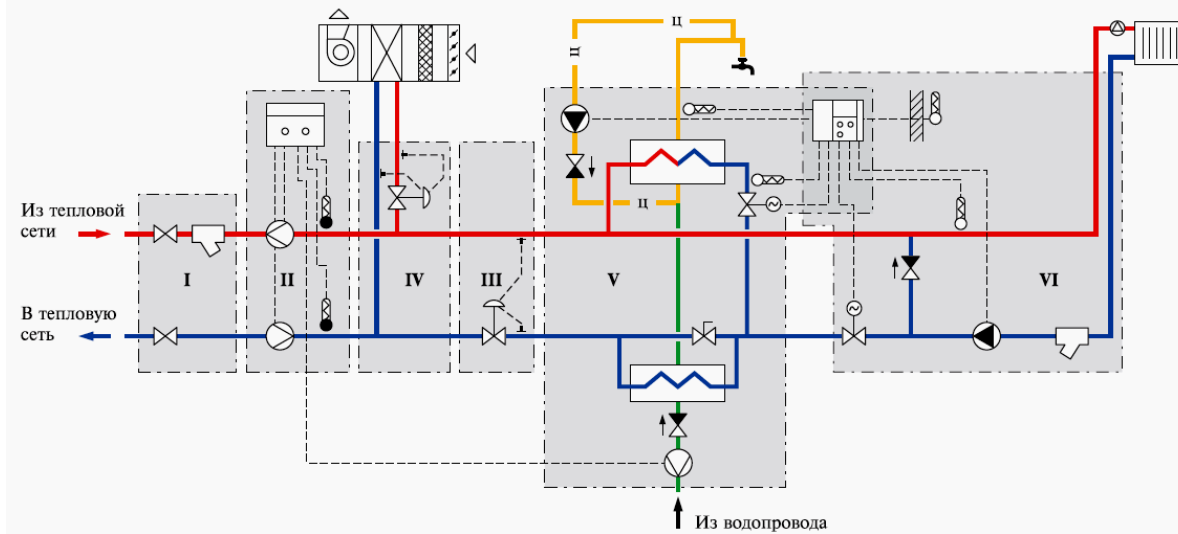 ц
ц
Из тепловой
сети
ц
I
II
IV
III
V
VI
В тепловую
сеть
Из водопровода